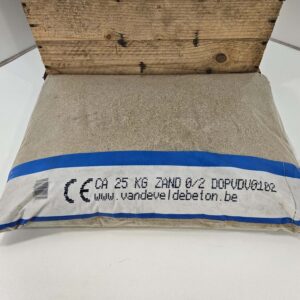 CE CA 25 KG ZAND 0/2 DOPVDV0102
www.vandeveldebeton.be